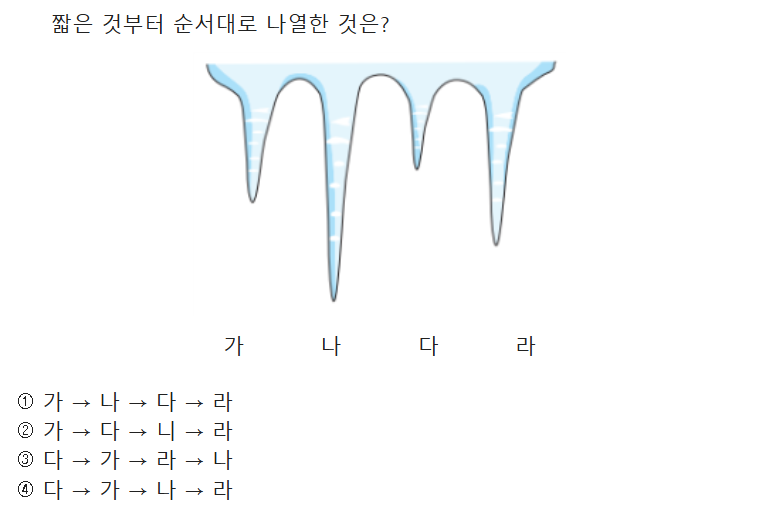 짧은 것부터 순서대로 나열한 것은?
가 나 다 라
① 가 → 나 → 다 → 라
② 가 → 다 → 니 → 라
③ 다 → 가 → 라 → 나
④ 다 → 가 → 나 → 라